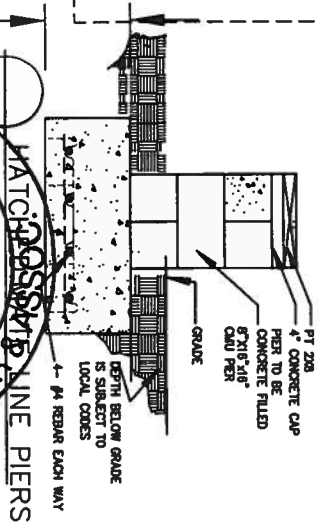 PT 2X8
4" CONCRETE CAP
PIER TO BE
CONCRETE FILLED
8"X16"x16"
CMU PIER
GRADE
DEPTH BELOW GRADE
IS SUBJECT TO
LOCAL CODES
4- #4 REBAR EACH WAY
LINE PIERS